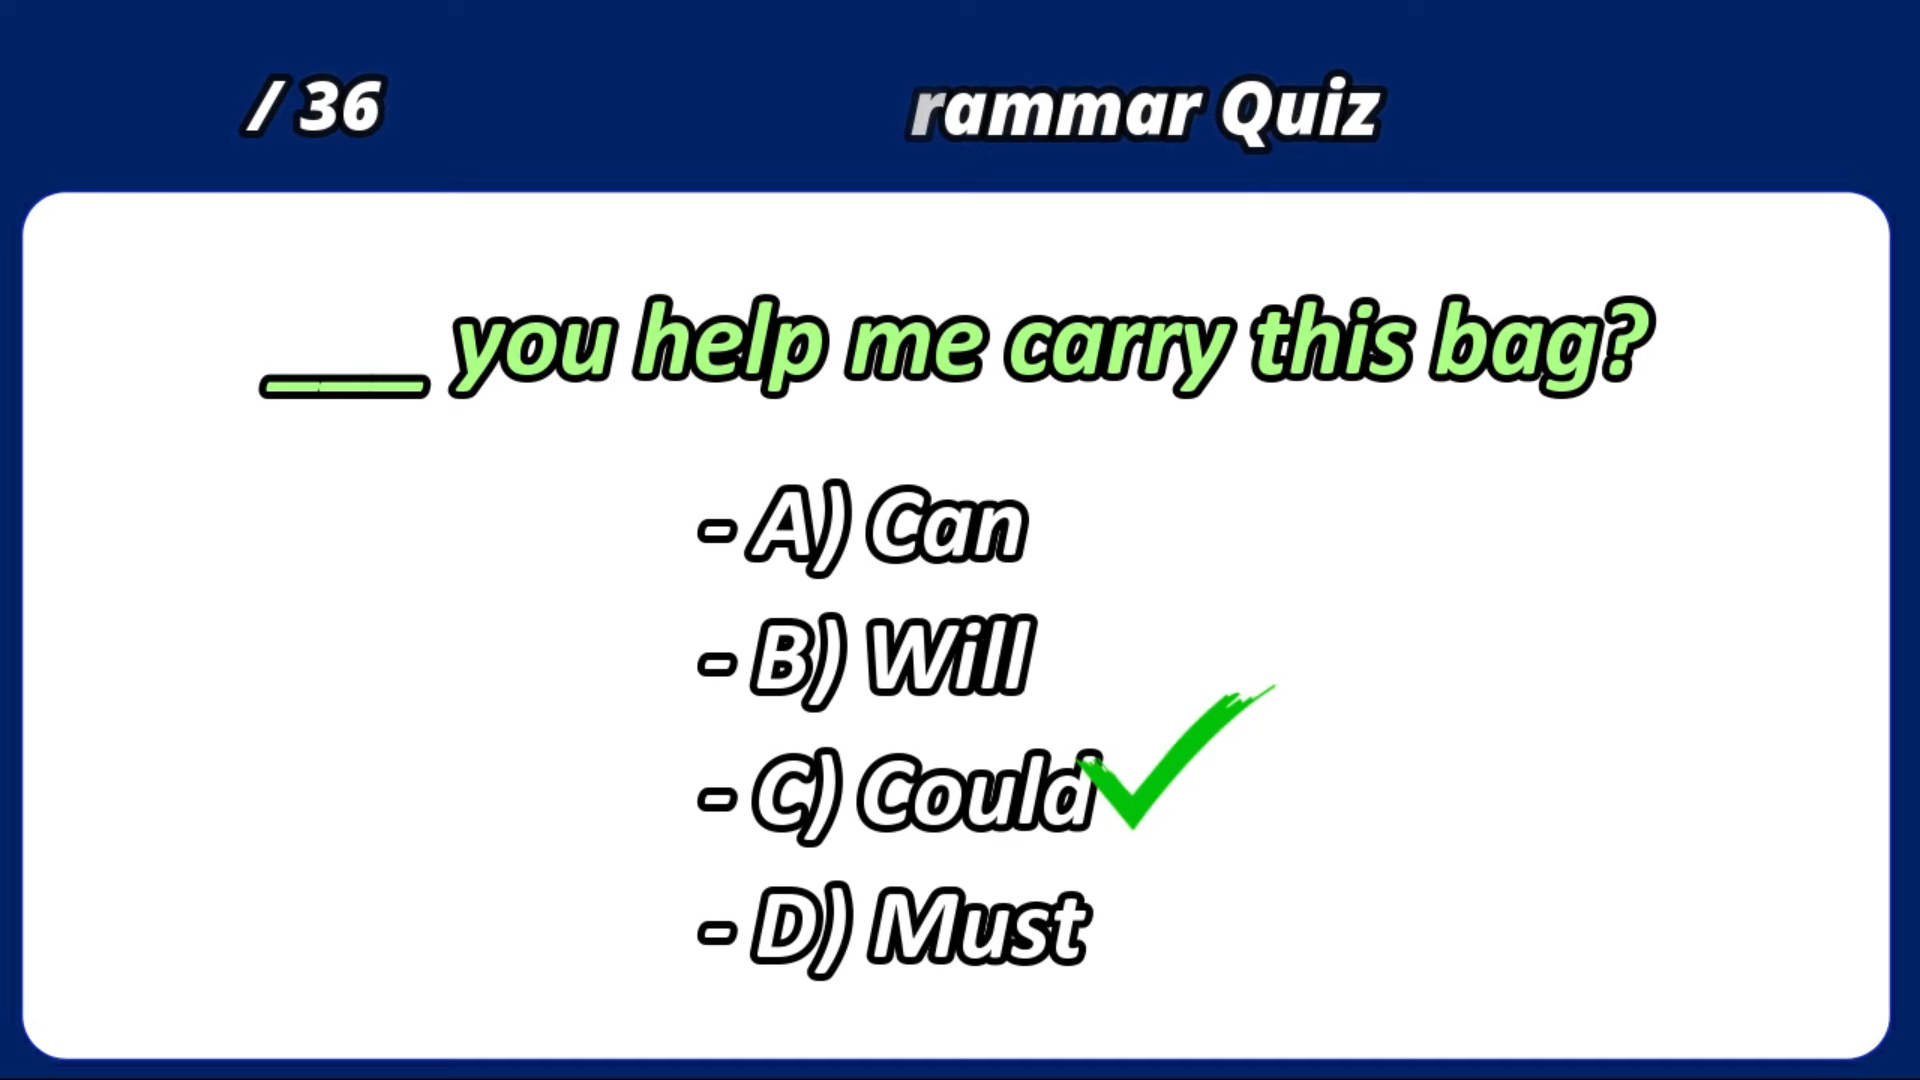 / 36
rammar Quiz
___ you help me carry this bag?
- A) Can
- B) Will
- C) Could
- D) Must